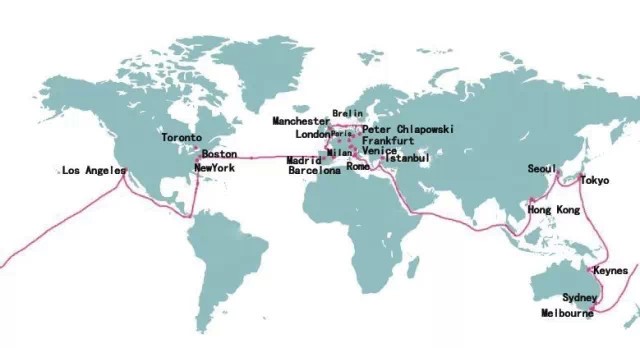 Brelin
Manchester
London
Paris
Peter Chlapowski
Toronto
Frankfurt
Boston
Milan
Venice
Madrid
Istanbul
Los Angeles
NewYork
Barcelona
Rome
Seoul
Tokyo
Hong Kong
Keynes
Sydney
Melbourne